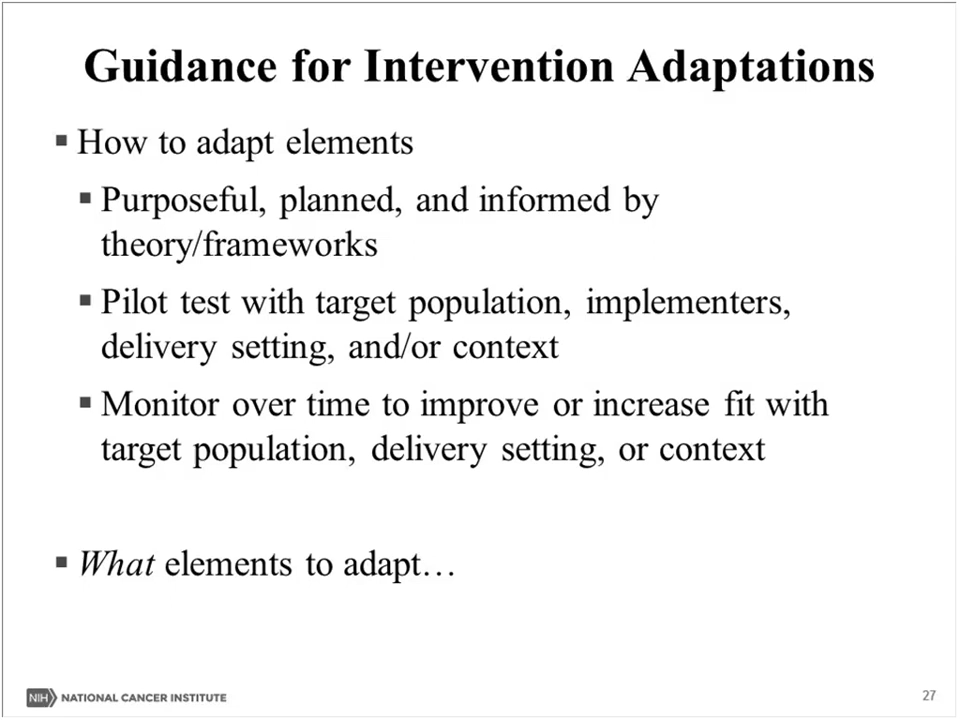 Guidance for Intervention Adaptations
▪ How to adapt elements
▪ Purposeful, planned, and informed by
theory/frameworks
▪ Pilot test with target population, implementers,
delivery setting, and/or context
▪ Monitor over time to improve or increase fit with
target population, delivery setting, or context
▪ What elements to adapt…
NIH NATIONAL CANCER INSTITUTE
27